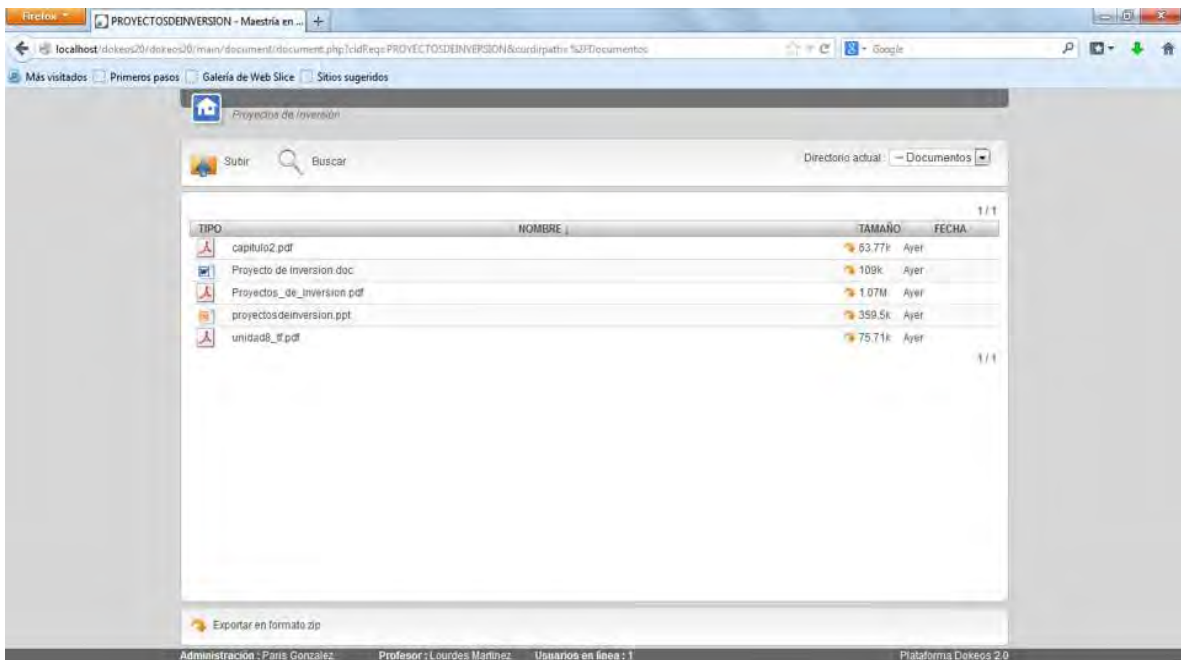 Firefox
PROYECTOSDEINVERSION - Maestría en ...
localhost/dokeos20/dokeos20/main/document/document.php?cidReq=PROYECTOSDEINVERSION&curdirpath=%2FDocumentos
Google
Más visitados Primeros pasos Galería de Web Slice Sitios sugeridos
Proyectos de Inversión
Subir Buscar Directorio actual: — Documentos
1 / 1
TIPO NOMBRE ↓ TAMAÑO FECHA
capitulo2.pdf 63.77k Ayer
Proyecto de inversion.doc 109k Ayer
Proyectos_de_Inversion.pdf 1.07M Ayer
proyectosdeinversion.ppt 359.5k Ayer
unidad8_tf.pdf 75.71k Ayer
1 / 1
Exportar en formato zip
Administración : Paris Gonzalez Profesor : Lourdes Martinez Usuarios en línea : 1 Plataforma Dokeos 2.0